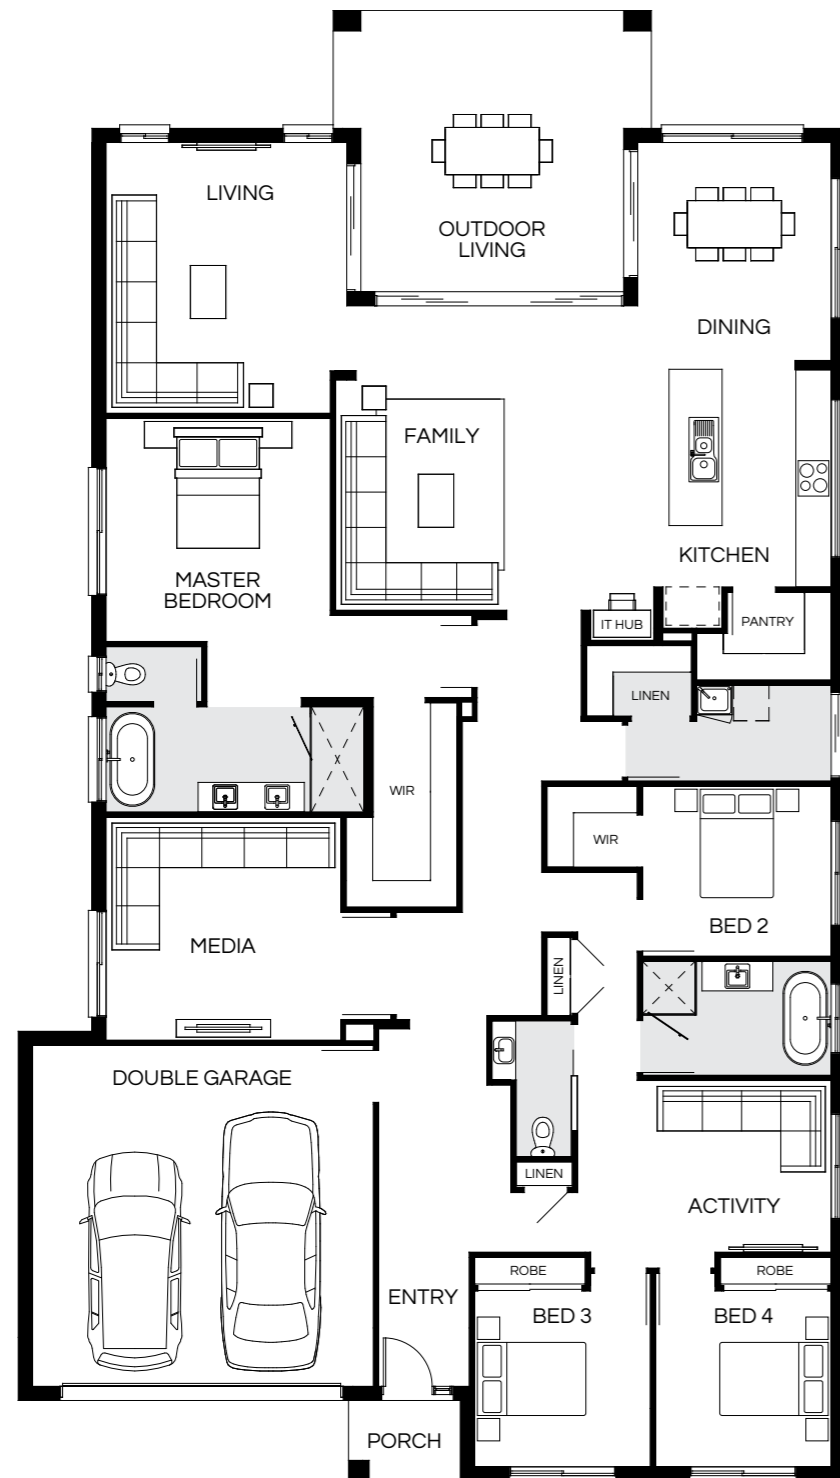 LIVING
OUTDOOR
LIVING
DINING
FAMILY
KITCHEN
MASTER
BEDROOM
IT HUB
PANTRY
LINEN
WIR
WIR
BED 2
MEDIA
LINEN
DOUBLE GARAGE
LINEN
ACTIVITY
ROBE
ROBE
ENTRY
BED 3
BED 4
PORCH